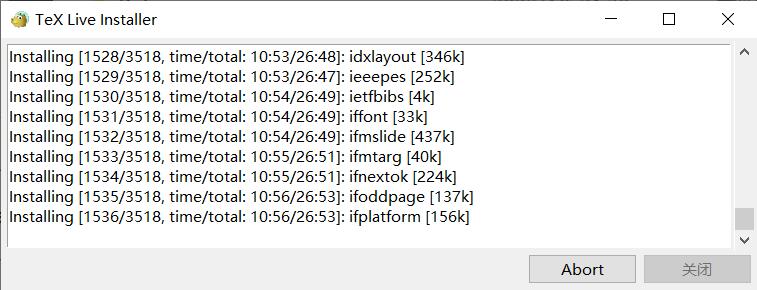 TeX Live Installer
Installing [1528/3518, time/total: 10:53/26:48]: idxlayout [346k]
Installing [1529/3518, time/total: 10:53/26:47]: ieeepes [252k]
Installing [1530/3518, time/total: 10:54/26:49]: ietfbibs [4k]
Installing [1531/3518, time/total: 10:54/26:49]: iffont [33k]
Installing [1532/3518, time/total: 10:54/26:49]: ifmslide [437k]
Installing [1533/3518, time/total: 10:55/26:51]: ifmtarg [40k]
Installing [1534/3518, time/total: 10:55/26:51]: ifnextok [224k]
Installing [1535/3518, time/total: 10:56/26:53]: ifoddpage [137k]
Installing [1536/3518, time/total: 10:56/26:53]: ifplatform [156k]
Abort 关闭